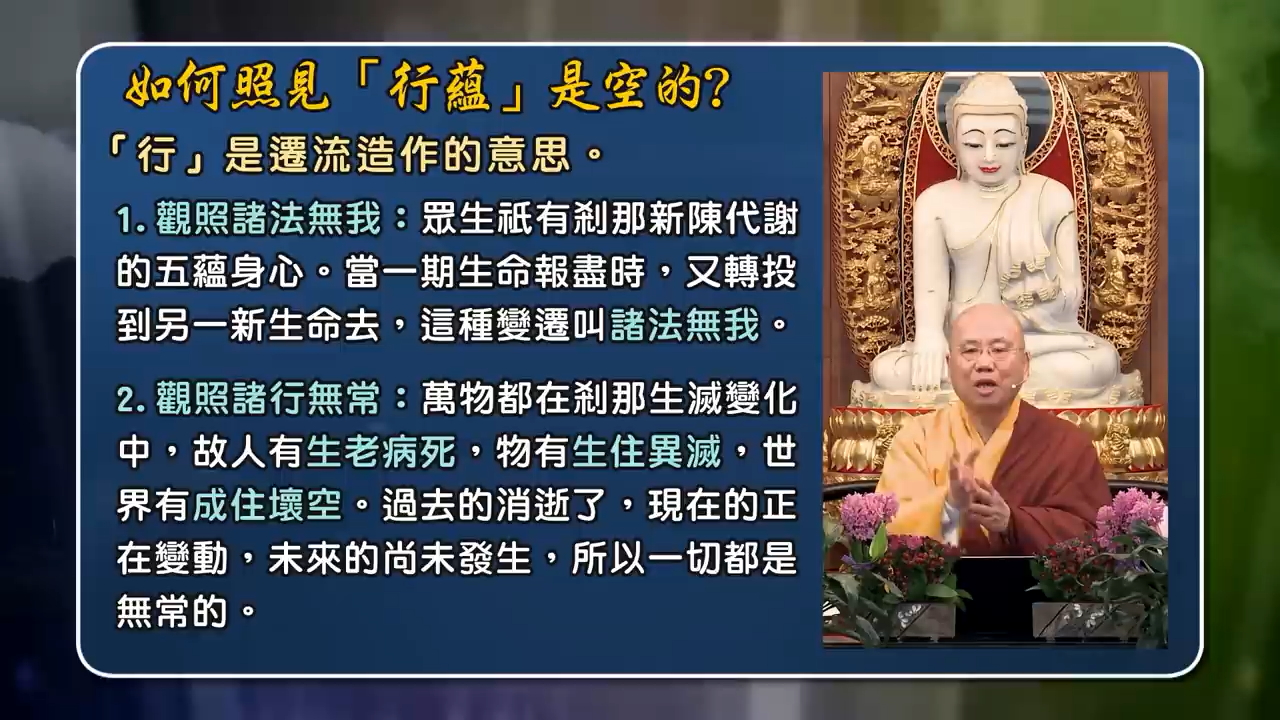 如何照見「行蘊」是空的?
「行」是遷流造作的意思。
1.觀照諸法無我：眾生祇有剎那新陳代謝
的五蘊身心。當一期生命報盡時，又轉投
到另一新生命去，這種變遷叫諸法無我。
2.觀照諸行無常：萬物都在剎那生滅變化
中，故人有生老病死，物有生住異滅，世
界有成住壞空。過去的消逝了，現在的正
在變動，未來的尚未發生，所以一切都是
無常的。